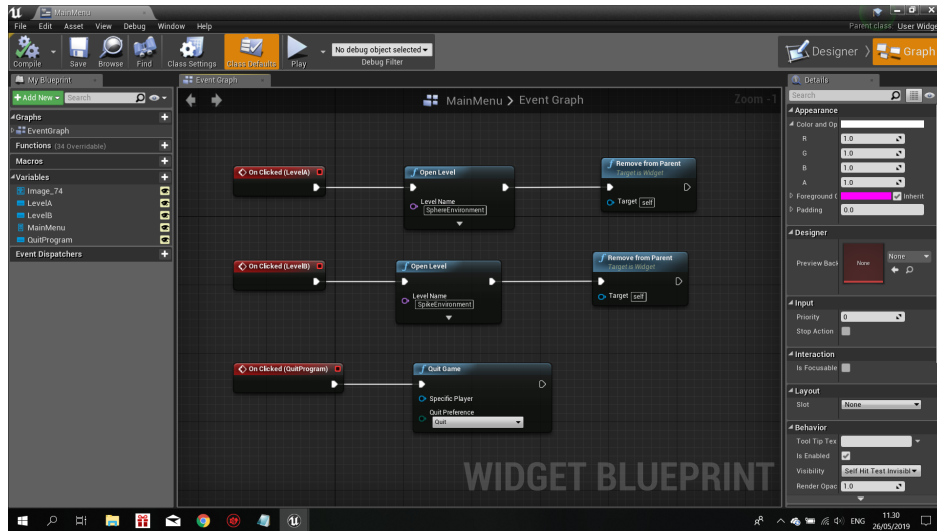 MainMenu
File Edit Asset View Debug Window Help
Parent class: User Widge
Compile Save Browse Find Class Settings Class Defaults Play
No debug object selected
Debug Filter
Designer Graph
My Blueprint
Event Graph
Details
+ Add New Search
MainMenu > Event Graph
Zoom -1
Search
Graphs
EventGraph
Functions (34 Overridable)
Macros
Variables
Image_74
LevelA
LevelB
MainMenu
QuitProgram
Event Dispatchers
On Clicked (LevelA)
Open Level
Level Name
SphereEnvironment
Remove from Parent
Target is Widget
Target self
On Clicked (LevelB)
Open Level
Level Name
SpikeEnvironment
Remove from Parent
Target is Widget
Target self
On Clicked (QuitProgram)
Quit Game
Specific Player
Quit Preference
Quit
WIDGET BLUEPRINT
Appearance
Color and Op
R 1.0
G 1.0
B 1.0
A 1.0
Foreground C Inherit
Padding 0.0
Designer
Preview Back None None
Input
Priority 0
Stop Action
Interaction
Is Focusable
Layout
Slot None
Behavior
Tool Tip Tex
Is Enabled
Visibility Self Hit Test Invisibl
Render Opac 1.0
ENG
11.30
26/05/2019